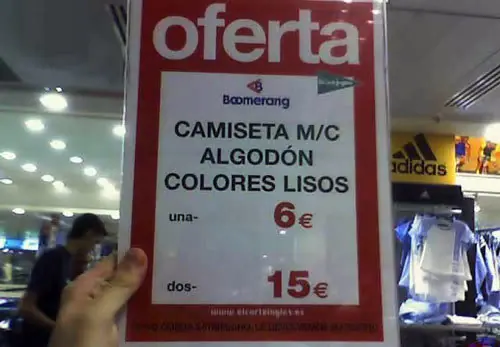 oferta
Boomerang
CAMISETA M/C
ALGODÓN
COLORES LISOS
una- 6€
dos- 15€
www.elcorteingles.es
adidas